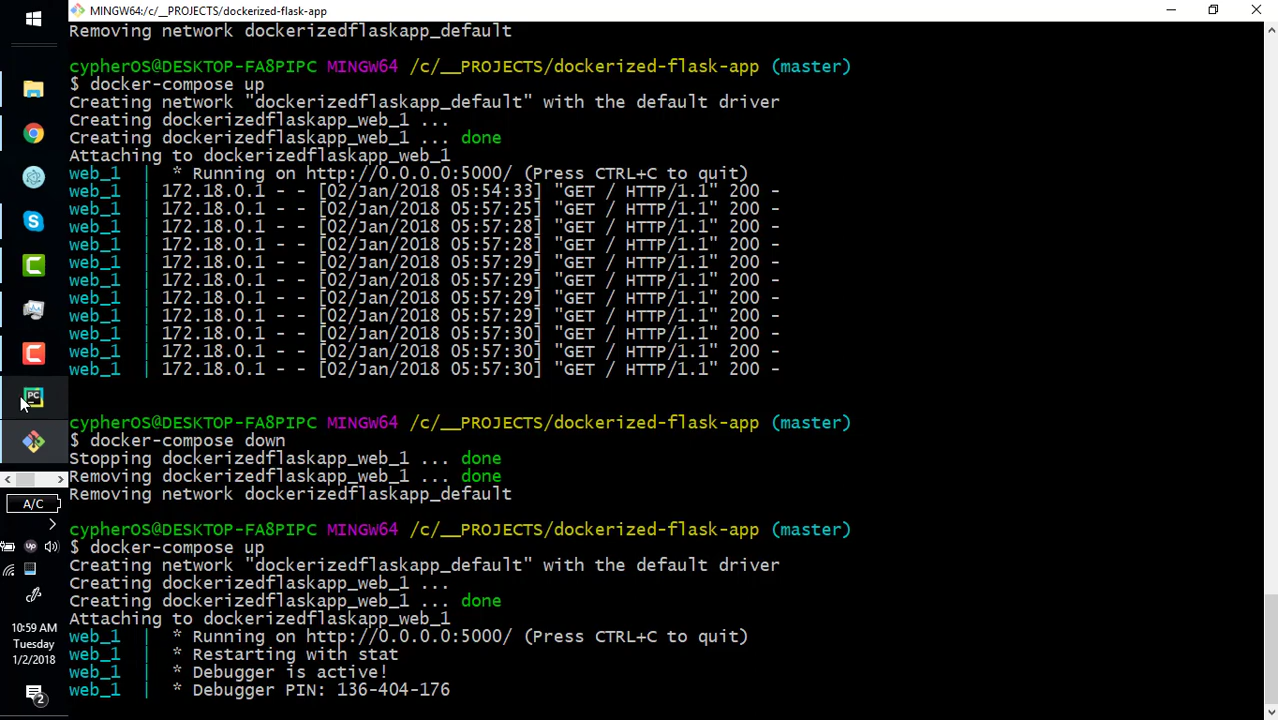 MINGW64:/c/__PROJECTS/dockerized-flask-app
Removing network dockerizedflaskapp_default
cypherOS@DESKTOP-FA8PIPC MINGW64 /c/__PROJECTS/dockerized-flask-app (master)
$ docker-compose up
Creating network "dockerizedflaskapp_default" with the default driver
Creating dockerizedflaskapp_web_1 ...
Creating dockerizedflaskapp_web_1 ... done
Attaching to dockerizedflaskapp_web_1
web_1  |  * Running on http://0.0.0.0:5000/ (Press CTRL+C to quit)
web_1  | 172.18.0.1 - - [02/Jan/2018 05:54:33] "GET / HTTP/1.1" 200 -
web_1  | 172.18.0.1 - - [02/Jan/2018 05:57:25] "GET / HTTP/1.1" 200 -
web_1  | 172.18.0.1 - - [02/Jan/2018 05:57:28] "GET / HTTP/1.1" 200 -
web_1  | 172.18.0.1 - - [02/Jan/2018 05:57:28] "GET / HTTP/1.1" 200 -
web_1  | 172.18.0.1 - - [02/Jan/2018 05:57:29] "GET / HTTP/1.1" 200 -
web_1  | 172.18.0.1 - - [02/Jan/2018 05:57:29] "GET / HTTP/1.1" 200 -
web_1  | 172.18.0.1 - - [02/Jan/2018 05:57:29] "GET / HTTP/1.1" 200 -
web_1  | 172.18.0.1 - - [02/Jan/2018 05:57:29] "GET / HTTP/1.1" 200 -
web_1  | 172.18.0.1 - - [02/Jan/2018 05:57:30] "GET / HTTP/1.1" 200 -
web_1  | 172.18.0.1 - - [02/Jan/2018 05:57:30] "GET / HTTP/1.1" 200 -
web_1  | 172.18.0.1 - - [02/Jan/2018 05:57:30] "GET / HTTP/1.1" 200 -
cypherOS@DESKTOP-FA8PIPC MINGW64 /c/__PROJECTS/dockerized-flask-app (master)
$ docker-compose down
Stopping dockerizedflaskapp_web_1 ... done
Removing dockerizedflaskapp_web_1 ... done
Removing network dockerizedflaskapp_default
cypherOS@DESKTOP-FA8PIPC MINGW64 /c/__PROJECTS/dockerized-flask-app (master)
$ docker-compose up
Creating network "dockerizedflaskapp_default" with the default driver
Creating dockerizedflaskapp_web_1 ...
Creating dockerizedflaskapp_web_1 ... done
Attaching to dockerizedflaskapp_web_1
web_1  |  * Running on http://0.0.0.0:5000/ (Press CTRL+C to quit)
web_1  |  * Restarting with stat
web_1  |  * Debugger is active!
web_1  |  * Debugger PIN: 136-404-176
PC
A/C
up
10:59 AM
Tuesday
1/2/2018
2